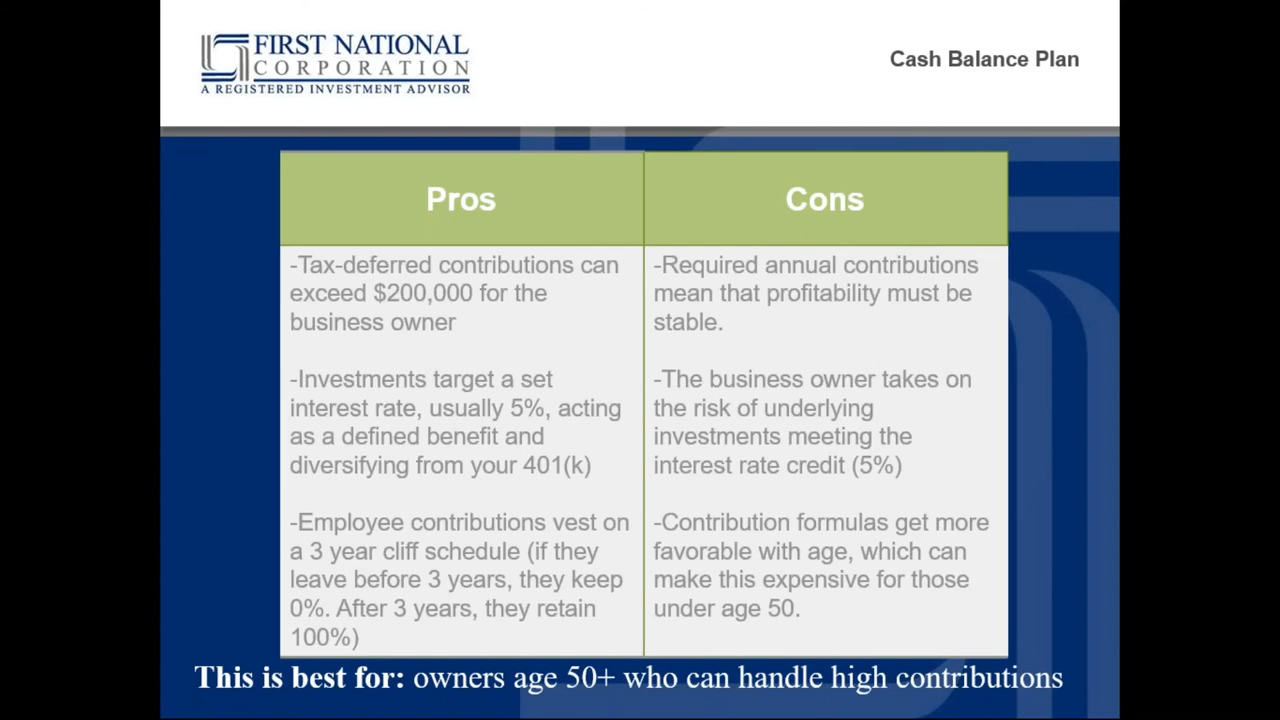 FIRST NATIONAL
CORPORATION
A REGISTERED INVESTMENT ADVISOR
Cash Balance Plan
Pros
-Tax-deferred contributions can
exceed $200,000 for the
business owner
-Investments target a set
interest rate, usually 5%, acting
as a defined benefit and
diversifying from your 401(k)
-Employee contributions vest on
a 3 year cliff schedule (if they
leave before 3 years, they keep
0%. After 3 years, they retain
100%)
Cons
-Required annual contributions
mean that profitability must be
stable.
-The business owner takes on
the risk of underlying
investments meeting the
interest rate credit (5%)
-Contribution formulas get more
favorable with age, which can
make this expensive for those
under age 50.
This is best for: owners age 50+ who can handle high contributions